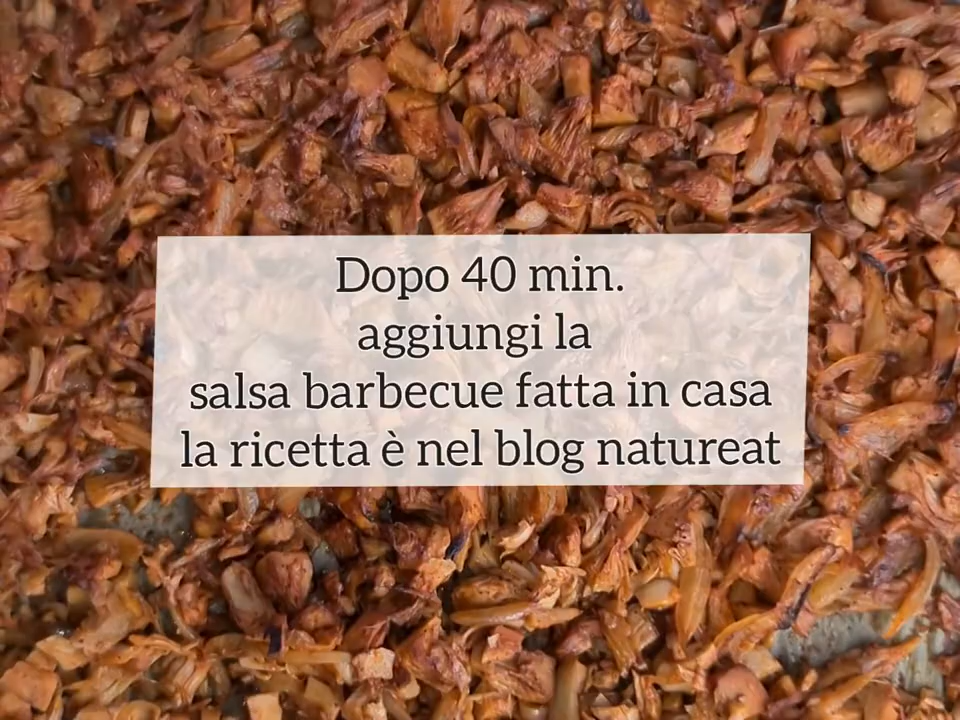 Dopo 40 min.
aggiungi la
salsa barbecue fatta in casa
la ricetta è nel blog natureat